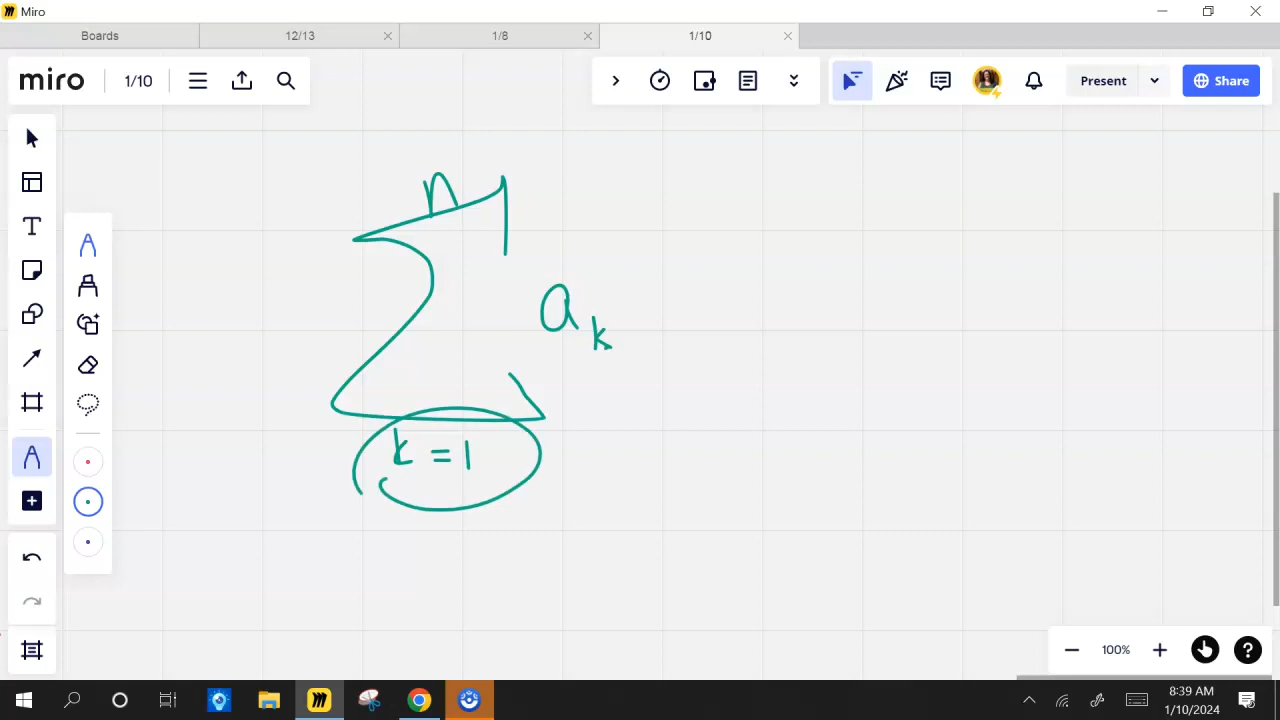 Miro
Boards
12/13
1/8
1/10
miro
1/10
Present
Share
n
Σ a_k
k = 1
100%
8:39 AM
1/10/2024